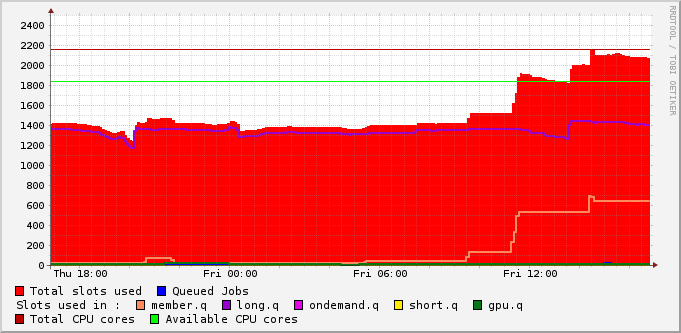 RRDTOOL / TOBI OETIKER
2400
2200
2000
1800
1600
1400
1200
1000
800
600
400
200
0
Thu 18:00 Fri 00:00 Fri 06:00 Fri 12:00
Total slots used Queued Jobs
Slots used in : member.q long.q ondemand.q short.q gpu.q
Total CPU cores Available CPU cores